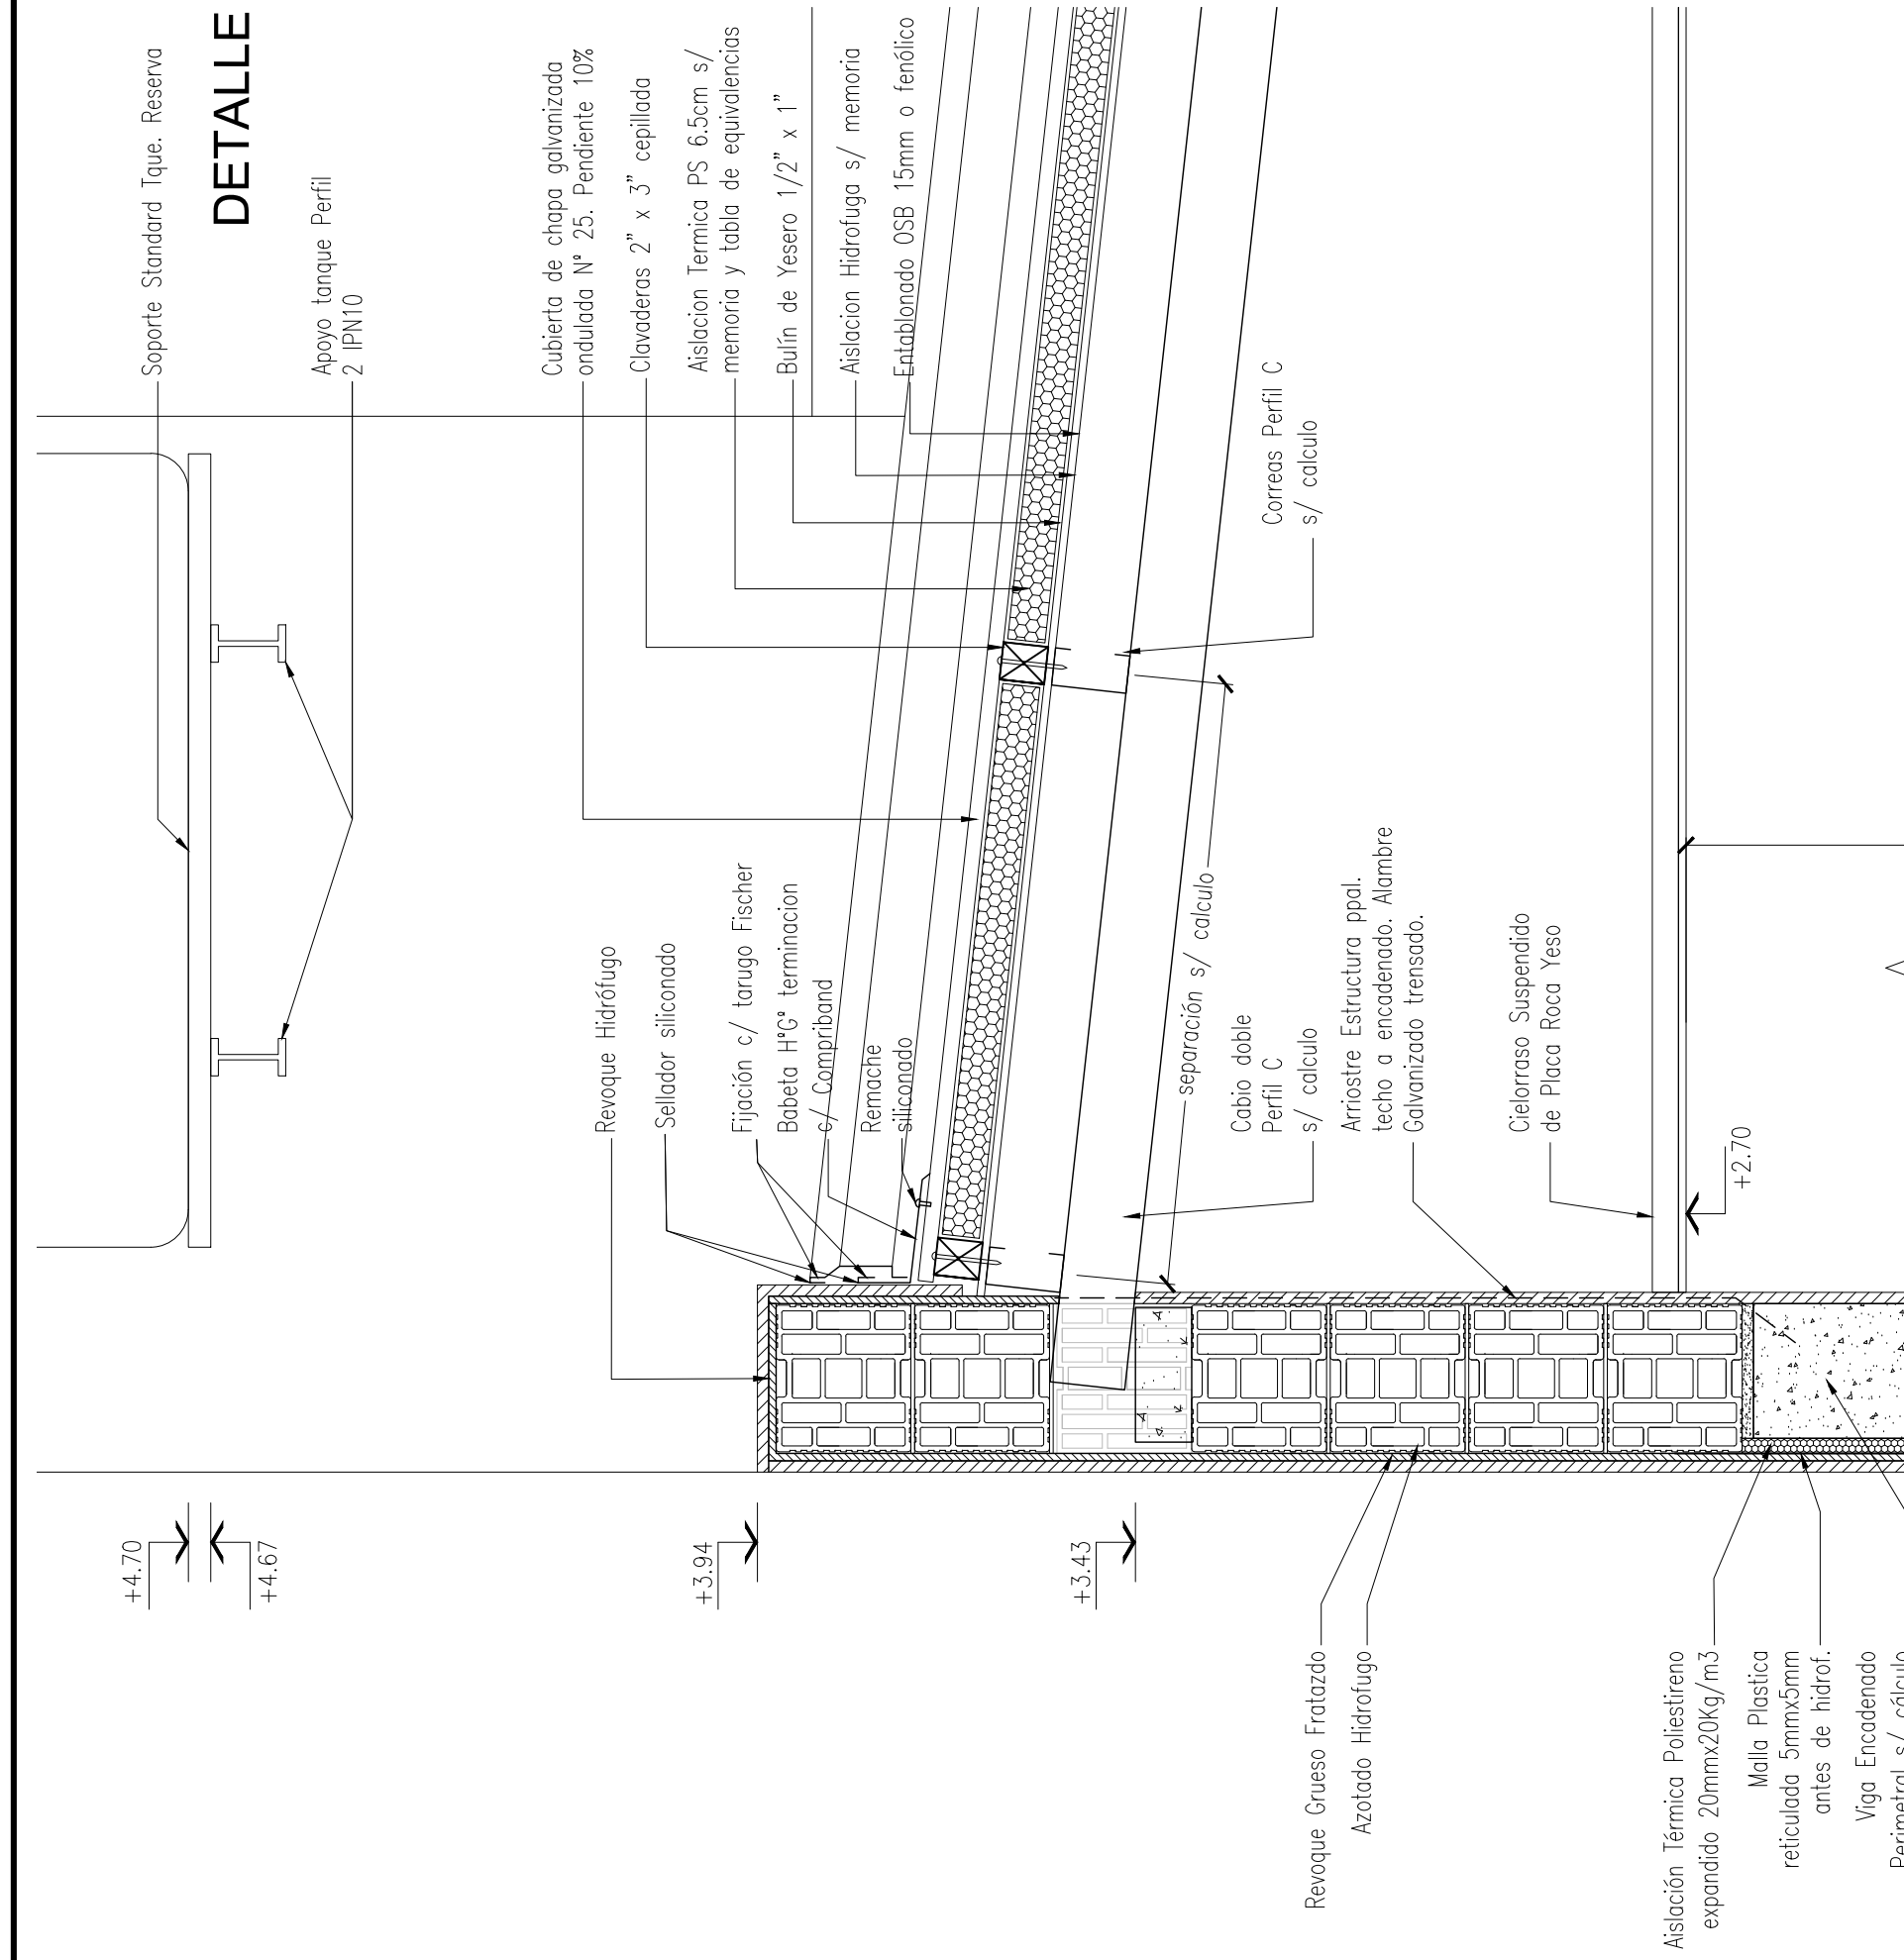 Soporte Standard Tque. Reserva
DETALLE
Apoyo tanque Perfil
2 IPN10
Cubierta de chapa galvanizada
ondulada Nº 25. Pendiente 10%
Clavaderas 2" x 3" cepillada
Aislacion Termica PS 6.5cm s/
memoria y tabla de equivalencias
Bulín de Yesero 1/2" x 1"
Aislacion Hidrofuga s/ memoria
Entablonado OSB 15mm o fenólico
Correas Perfil C
s/ calculo
Revoque Hidrófugo
Sellador siliconado
Fijación c/ tarugo Fischer
Babeta HºGº terminacion
c/ Compriband
Remache
siliconado
separación s/ calculo
Cabio doble
Perfil C
s/ calculo
Arriostre Estructura ppal.
techo a encadenado. Alambre
Galvanizado trensado.
Cielorraso Suspendido
de Placa Roca Yeso
+2.70
+4.70
+4.67
+3.94
+3.43
Revoque Grueso Fratazdo
Azotado Hidrofugo
Aislación Térmica Poliestireno
expandido 20mmx20Kg/m3
Malla Plastica
reticulada 5mmx5mm
antes de hidrof.
Viga Encadenado
Perimetral s/ cálculo